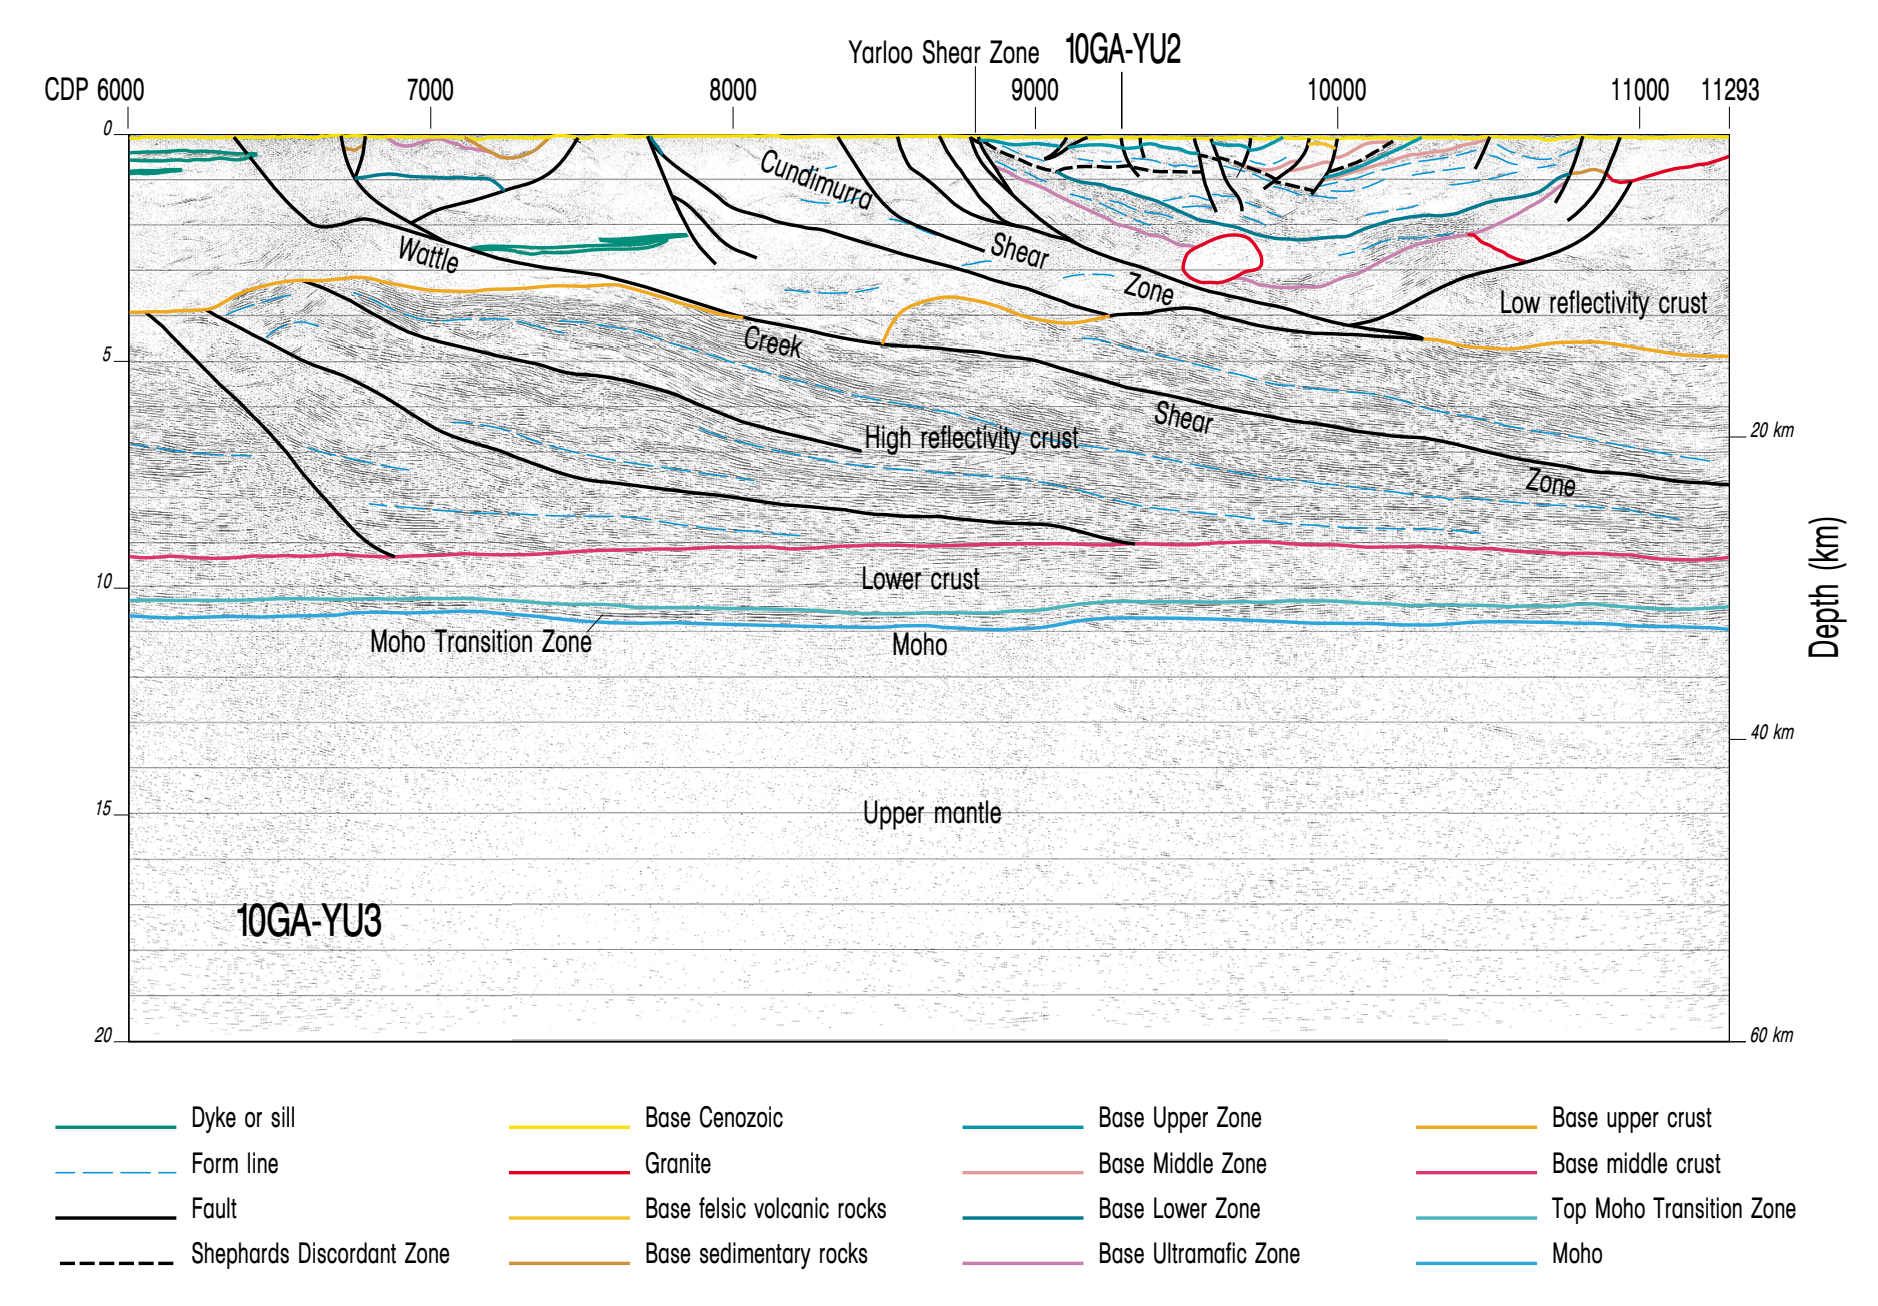 Yarloo Shear Zone 10GA-YU2
CDP 6000 7000 8000 9000 10000 11000 11293
0
Cundimurra
Wattle
Shear
Zone
Low reflectivity crust
Creek
5
Shear
High reflectivity crust
20 km
Zone
Depth (km)
Lower crust
10
Moho Transition Zone
Moho
40 km
15
Upper mantle
10GA-YU3
20
60 km
Dyke or sill
Base Cenozoic
Base Upper Zone
Base upper crust
Form line
Granite
Base Middle Zone
Base middle crust
Fault
Base felsic volcanic rocks
Base Lower Zone
Top Moho Transition Zone
Shephards Discordant Zone
Base sedimentary rocks
Base Ultramafic Zone
Moho